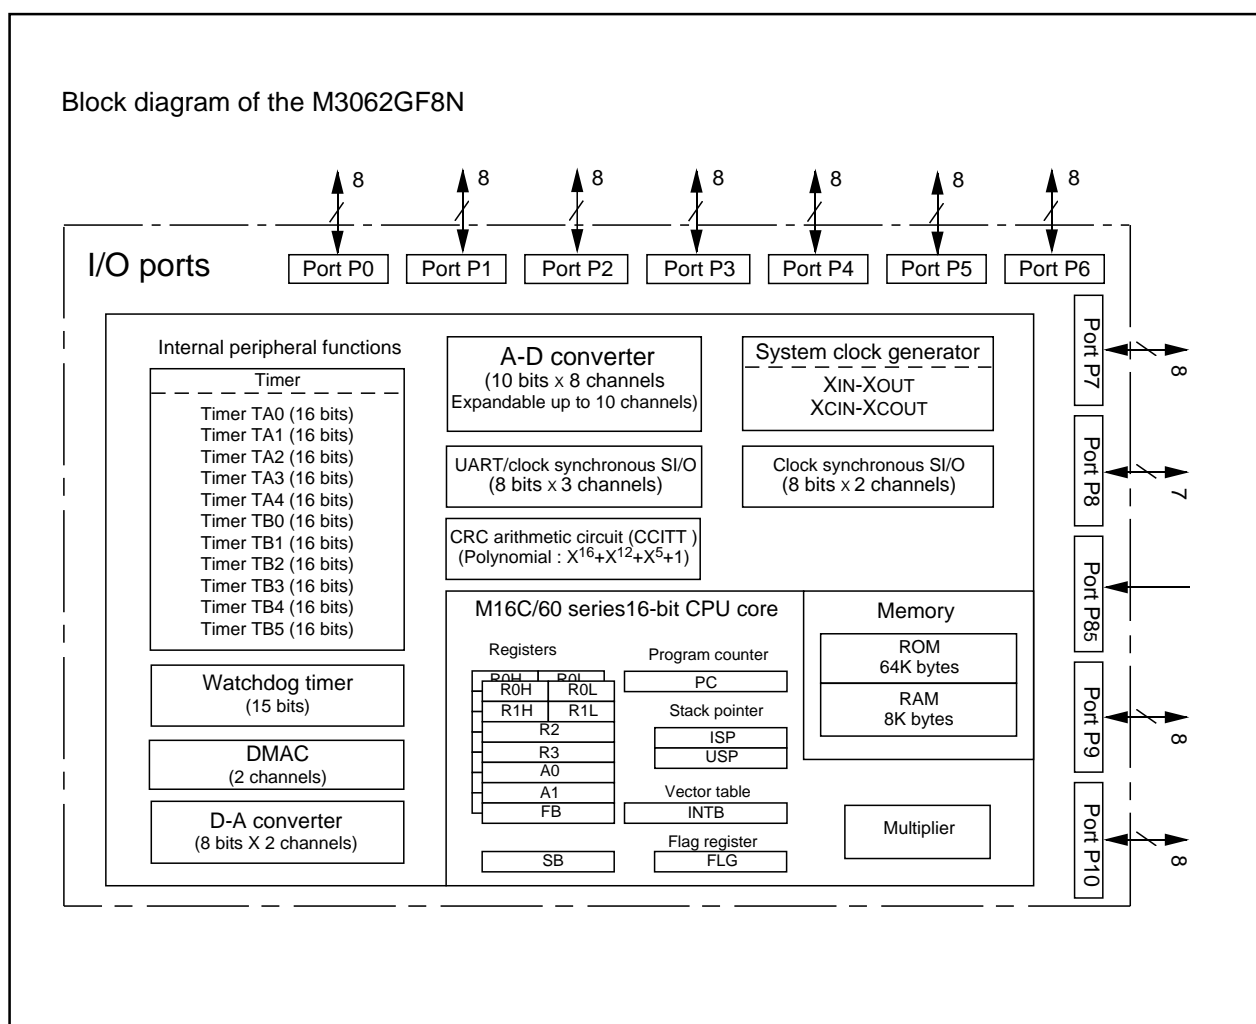 Block diagram of the M3062GF8N
8 8 8 8 8 8 8
I/O ports
Port P0 Port P1 Port P2 Port P3 Port P4 Port P5 Port P6
Internal peripheral functions
Timer
Timer TA0 (16 bits)
Timer TA1 (16 bits)
Timer TA2 (16 bits)
Timer TA3 (16 bits)
Timer TA4 (16 bits)
Timer TB0 (16 bits)
Timer TB1 (16 bits)
Timer TB2 (16 bits)
Timer TB3 (16 bits)
Timer TB4 (16 bits)
Timer TB5 (16 bits)
Watchdog timer
(15 bits)
DMAC
(2 channels)
D-A converter
(8 bits X 2 channels)
A-D converter
(10 bits x 8 channels
Expandable up to 10 channels)
UART/clock synchronous SI/O
(8 bits x 3 channels)
CRC arithmetic circuit (CCITT )
(Polynomial : X16+X12+X5+1)
System clock generator
XIN-XOUT
XCIN-XCOUT
Clock synchronous SI/O
(8 bits x 2 channels)
M16C/60 series16-bit CPU core
Registers
R0H R0L
R0H R0L
R1H R1L
R2
R3
A0
A1
FB
SB
Program counter
PC
Stack pointer
ISP
USP
Vector table
INTB
Flag register
FLG
Memory
ROM
64K bytes
RAM
8K bytes
Multiplier
Port P7
8
Port P8
7
Port P85
Port P9
8
Port P10
8